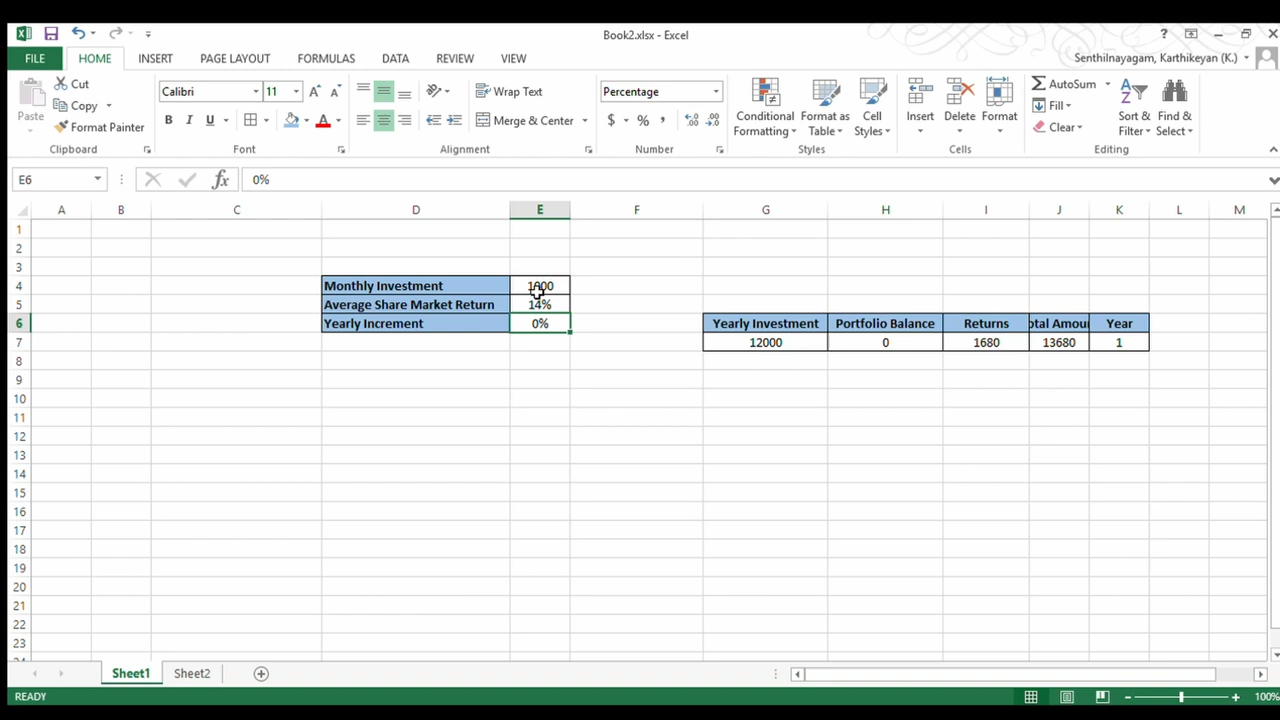 Book2.xlsx - Excel
?
FILE HOME INSERT PAGE LAYOUT FORMULAS DATA REVIEW VIEW Senthilnayagam, Karthikeyan (K.)
Paste Cut Copy Format Painter Clipboard
Calibri 11 A A B I U A Font
Wrap Text Merge & Center Alignment
Percentage $ % , Number
Conditional Formatting Format as Table Cell Styles Styles
Insert Delete Format Cells
AutoSum Fill Clear Sort & Filter Find & Select Editing
E6 fx 0%
A B C D E F G H I J K L M
1
2
3
4 Monthly Investment 1000
5 Average Share Market Return 14%
6 Yearly Increment 0% Yearly Investment Portfolio Balance Returns otal Amour Year
7 12000 0 1680 13680 1
8
9
10
11
12
13
14
15
16
17
18
19
20
21
22
23
Sheet1 Sheet2
READY 100%